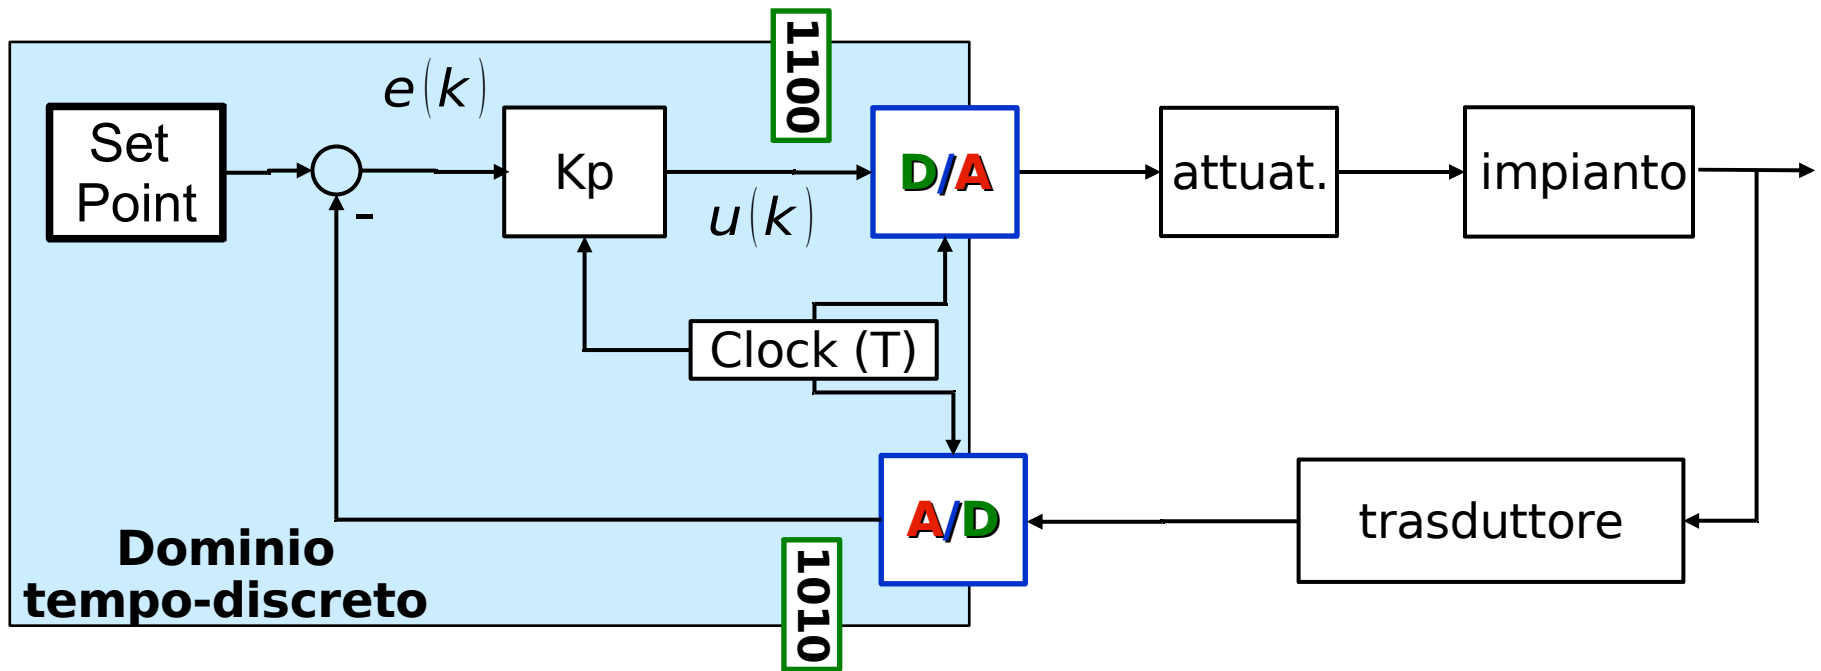 1100
e(k)
Set
Point
Kp
D/A
attuat.
impianto
-
u(k)
Clock (T)
A/D
trasduttore
Dominio
tempo-discreto
1010